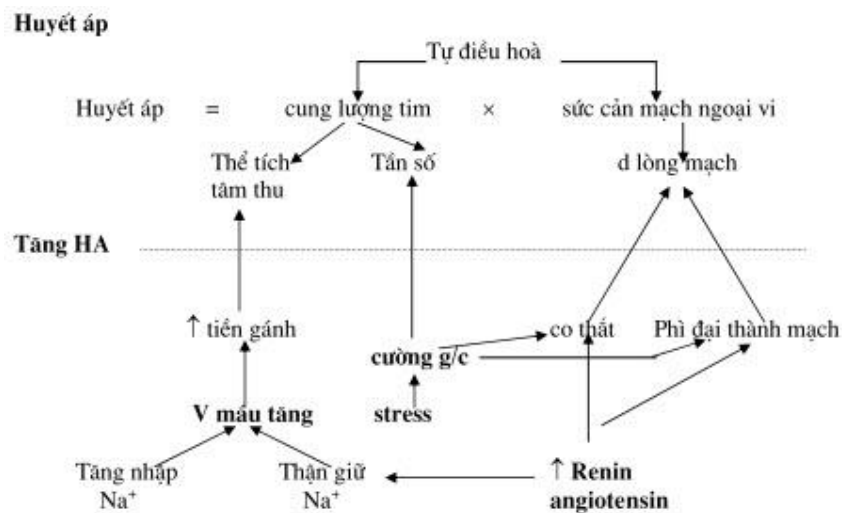 Huyết áp
Tự điều hoà
Huyết áp = cung lượng tim × sức cản mạch ngoại vi
Thể tích Tần số d lòng mạch
tâm thu
Tăng HA
↑ tiền gánh co thắt Phì đại thành mạch
cường g/c
V máu tăng stress
Tăng nhập Thận giữ ↑ Renin
Na⁺ Na⁺ angiotensin